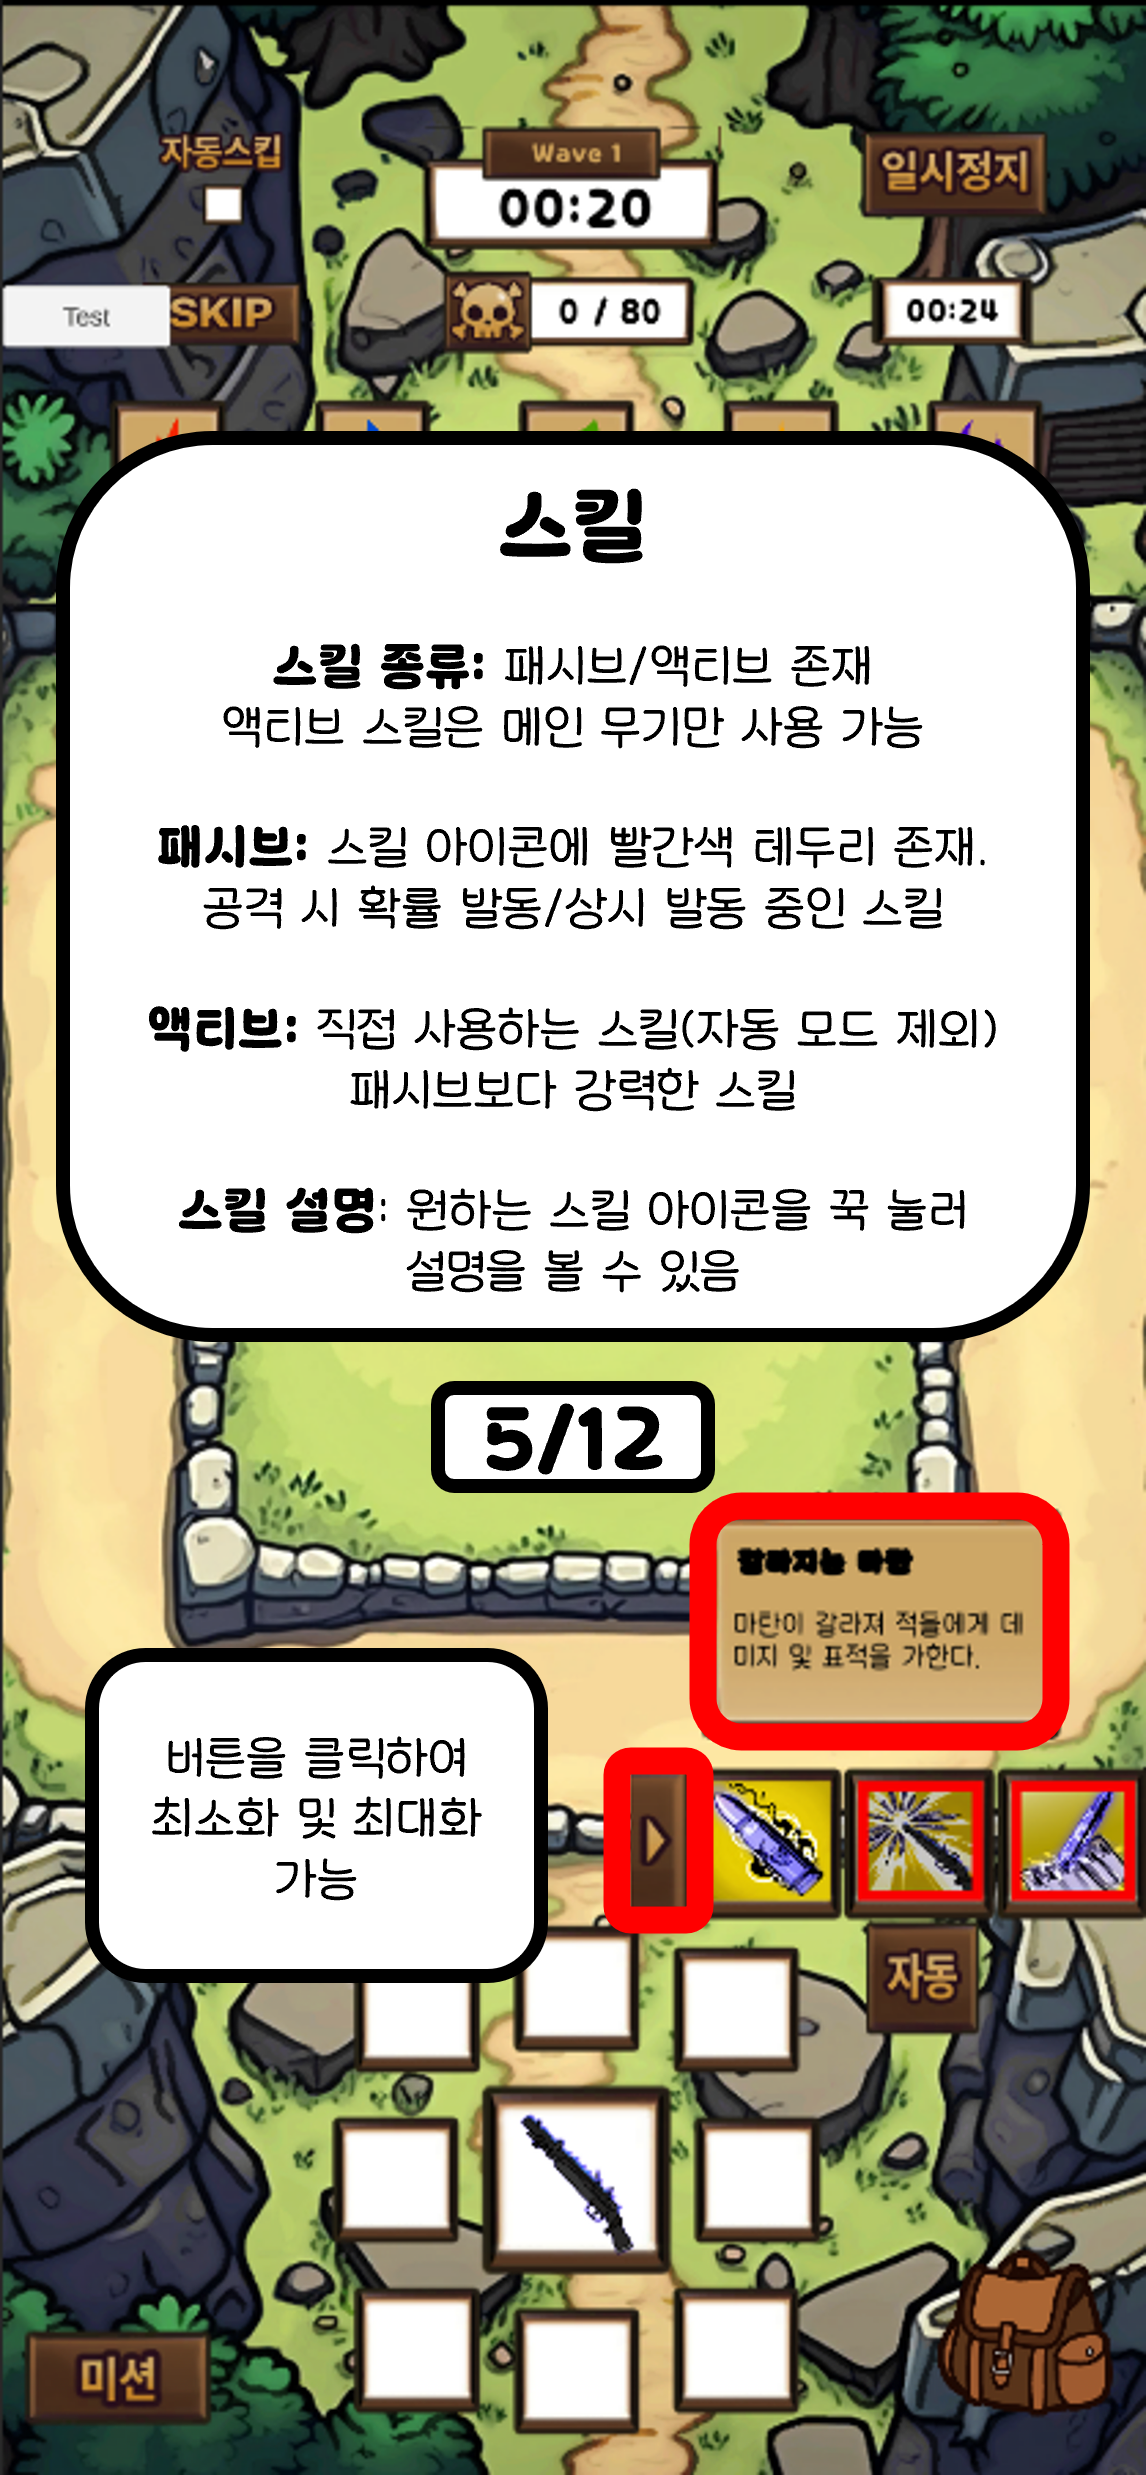 자동스킵
Wave 1
00:20
일시정지
Test
SKIP
0 / 80
00:24
스킬
스킬 종류: 패시브/액티브 존재
액티브 스킬은 메인 무기만 사용 가능
패시브: 스킬 아이콘에 빨간색 테두리 존재.
공격 시 확률 발동/상시 발동 중인 스킬
액티브: 직접 사용하는 스킬(자동 모드 제외)
패시브보다 강력한 스킬
스킬 설명: 원하는 스킬 아이콘을 꾹 눌러
설명을 볼 수 있음
5/12
갈라지는 마탄
마탄이 갈라져 적들에게 데
미지 및 표적을 가한다.
버튼을 클릭하여
최소화 및 최대화
가능
자동
미션